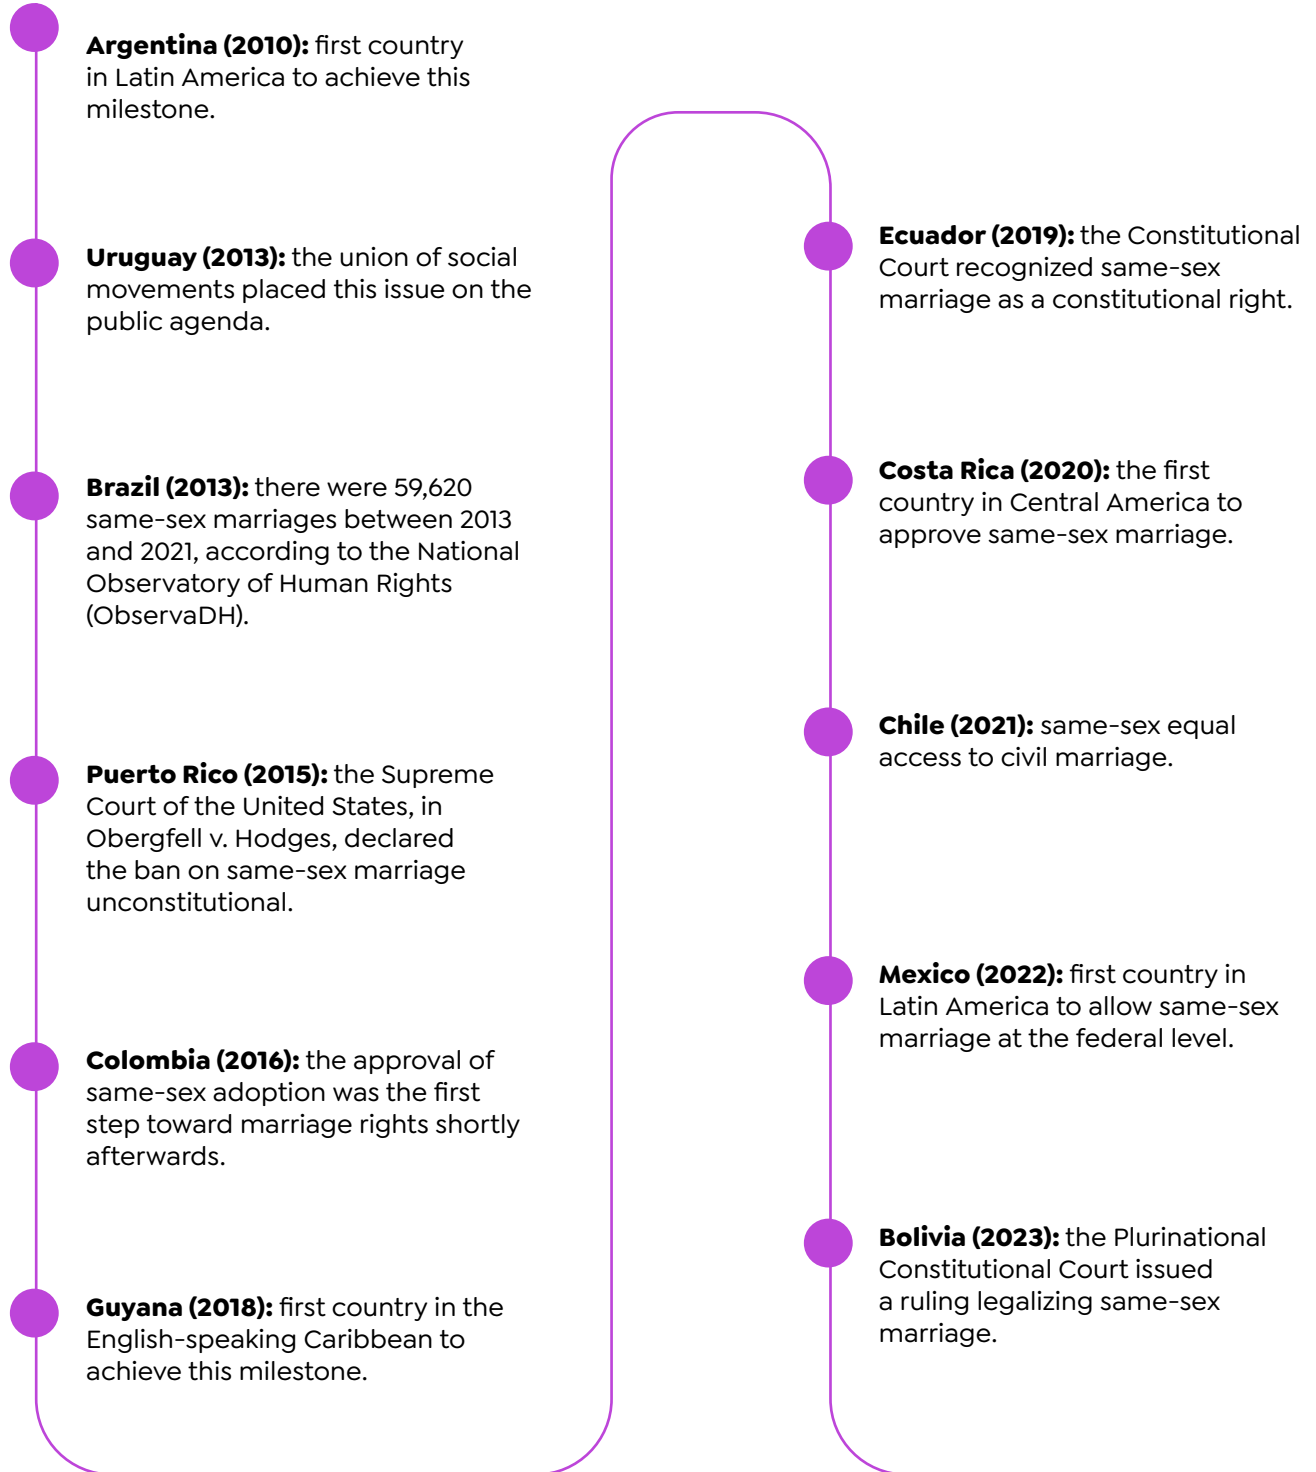 Argentina (2010): first country
in Latin America to achieve this
milestone.
Uruguay (2013): the union of social
movements placed this issue on the
public agenda.
Brazil (2013): there were 59,620
same-sex marriages between 2013
and 2021, according to the National
Observatory of Human Rights
(ObservaDH).
Puerto Rico (2015): the Supreme
Court of the United States, in
Obergfell v. Hodges, declared
the ban on same-sex marriage
unconstitutional.
Colombia (2016): the approval of
same-sex adoption was the first
step toward marriage rights shortly
afterwards.
Guyana (2018): first country in the
English-speaking Caribbean to
achieve this milestone.
Ecuador (2019): the Constitutional
Court recognized same-sex
marriage as a constitutional right.
Costa Rica (2020): the first
country in Central America to
approve same-sex marriage.
Chile (2021): same-sex equal
access to civil marriage.
Mexico (2022): first country in
Latin America to allow same-sex
marriage at the federal level.
Bolivia (2023): the Plurinational
Constitutional Court issued
a ruling legalizing same-sex
marriage.